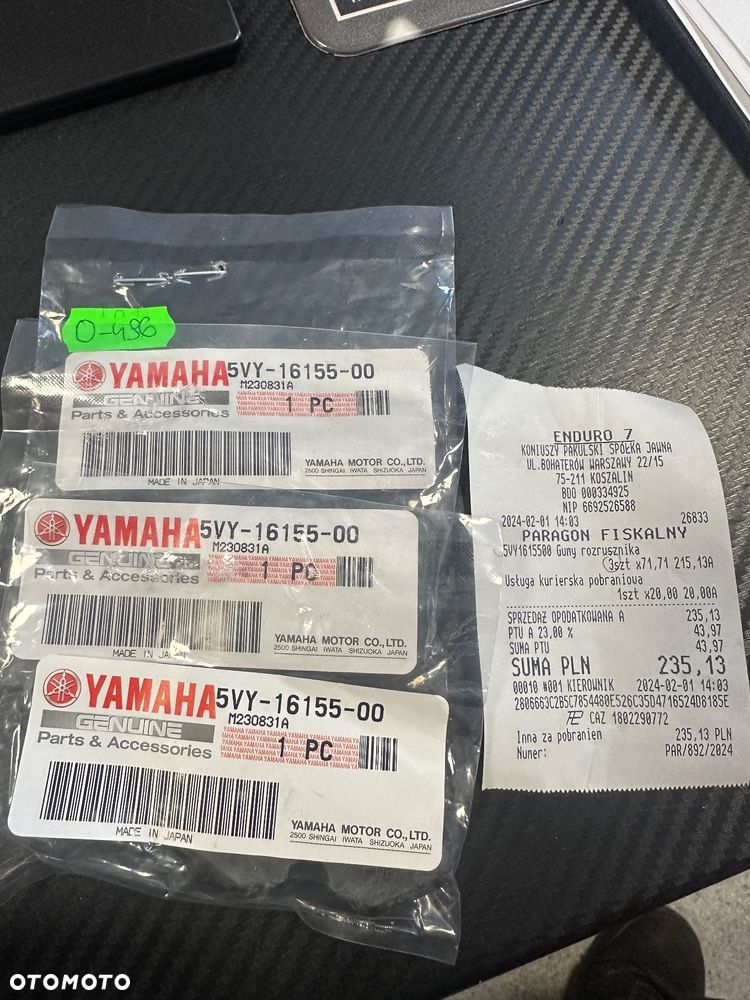 O-496
YAMAHA 5VY-16155-00
GENUINE M230831A
Parts & Accessories 1 PC
YAMAHA MOTOR CO.,LTD.
2500 SHINGAI IWATA SHIZUOKA JAPAN
MADE IN JAPAN
YAMAHA 5VY-16155-00
GENUINE M230831A
Parts & Accessories 1 PC
YAMAHA MOTOR CO.,LTD.
2500 SHINGAI IWATA SHIZUOKA JAPAN
MADE IN JAPAN
YAMAHA 5VY-16155-00
GENUINE M230831A
Parts & Accessories 1 PC
YAMAHA MOTOR CO.,LTD.
2500 SHINGAI IWATA SHIZUOKA JAPAN
MADE IN JAPAN
ENDURO 7
KONIUSZY PAKULSKI SPÓŁKA JAWNA
UL.BOHATERÓW WARSZAWY 22/15
75-211 KOSZALIN
BDO 000334925
NIP 6692526588
2024-02-01 14:03 26833
PARAGON FISKALNY
5VY1615500 Gumy rozrusznika
3szt x71,71 215,13A
Usługa kurierska pobraniowa
1szt x20,00 20,00A
SPRZEDAŻ OPODATKOWANA A 235,13
PTU A 23,00 % 43,97
SUMA PTU 43,97
SUMA PLN 235,13
00010 #001 KIEROWNIK 2024-02-01 14:03
2806663C2B5C7854480E526C35D4716524D8185E
CAZ 1802290772
Inna za pobranien 235,13 PLN
Numer: PAR/892/2024
OTOMOTO